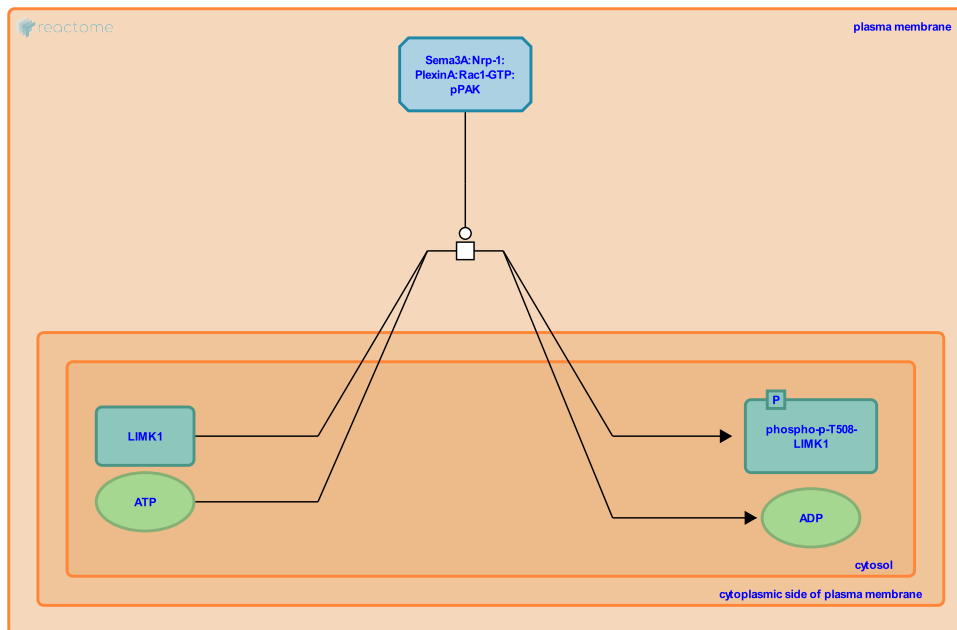 reactome
plasma membrane
Sema3A:Nrp-1:
PlexinA:Rac1-GTP:
pPAK
LIMK1
ATP
P
phospho-p-T508-
LIMK1
ADP
cytosol
cytoplasmic side of plasma membrane